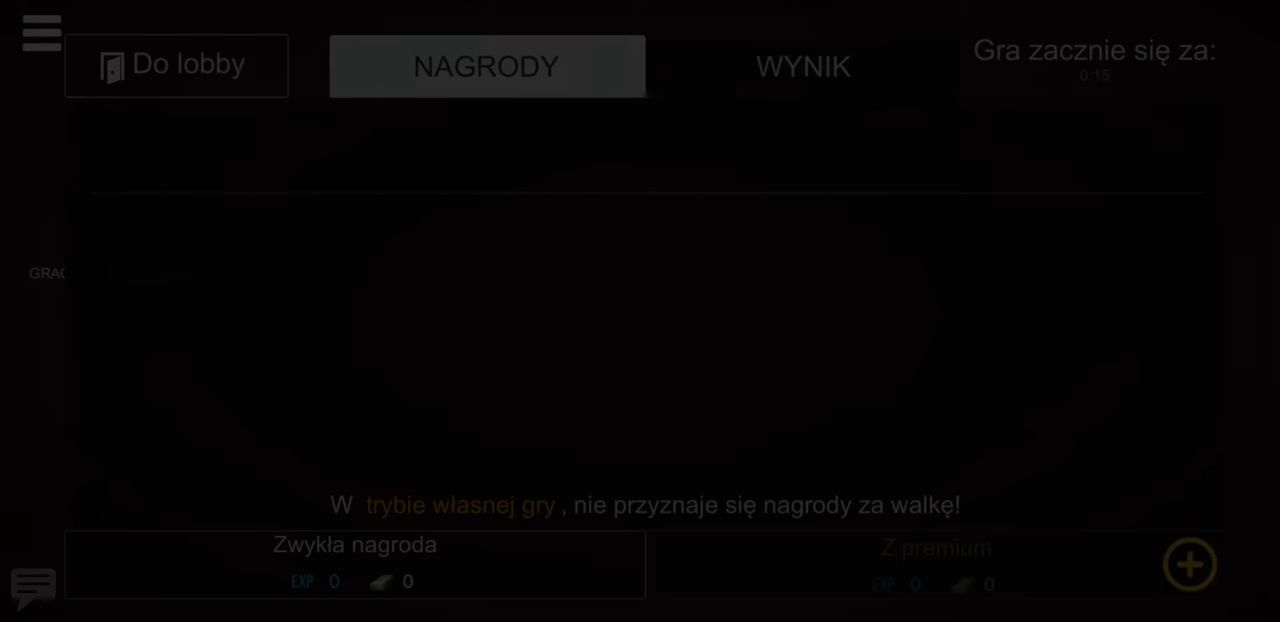 Do lobby
NAGRODY
WYNIK
Gra zacznie się za:
0:15
GRAC
W trybie własnej gry , nie przyznaje się nagrody za walkę!
Zwykła nagroda
EXP 0 0
Z premium
EXP 0 0